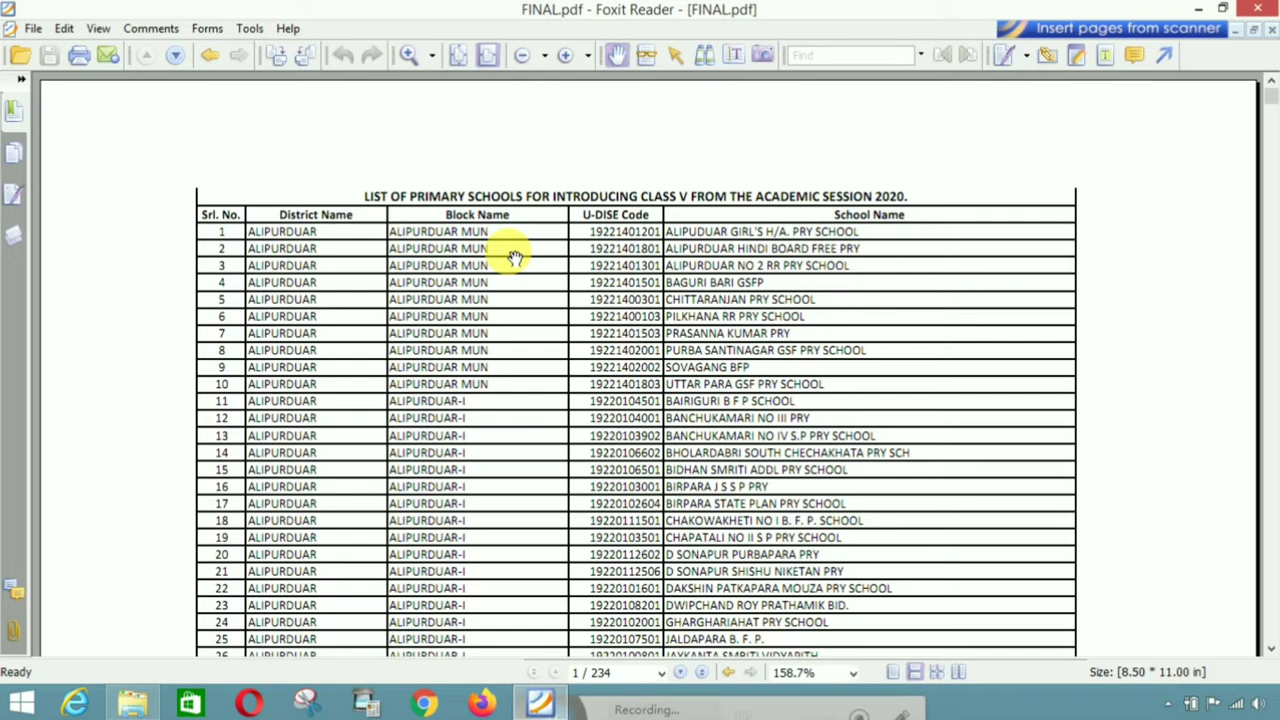 FINAL.pdf - Foxit Reader - [FINAL.pdf]
File Edit View Comments Forms Tools Help
Insert pages from scanner
Find
LIST OF PRIMARY SCHOOLS FOR INTRODUCING CLASS V FROM THE ACADEMIC SESSION 2020.
Srl. No. District Name Block Name U-DISE Code School Name
1 ALIPURDUAR ALIPURDUAR MUN 19221401201 ALIPUDUAR GIRL'S H/A. PRY SCHOOL
2 ALIPURDUAR ALIPURDUAR MUN 19221401801 ALIPURDUAR HINDI BOARD FREE PRY
3 ALIPURDUAR ALIPURDUAR MUN 19221401301 ALIPURDUAR NO 2 RR PRY SCHOOL
4 ALIPURDUAR ALIPURDUAR MUN 19221401501 BAGURI BARI GSFP
5 ALIPURDUAR ALIPURDUAR MUN 19221400301 CHITTARANJAN PRY SCHOOL
6 ALIPURDUAR ALIPURDUAR MUN 19221400103 PILKHANA RR PRY SCHOOL
7 ALIPURDUAR ALIPURDUAR MUN 19221401503 PRASANNA KUMAR PRY
8 ALIPURDUAR ALIPURDUAR MUN 19221402001 PURBA SANTINAGAR GSF PRY SCHOOL
9 ALIPURDUAR ALIPURDUAR MUN 19221402002 SOVAGANG BFP
10 ALIPURDUAR ALIPURDUAR MUN 19221401803 UTTAR PARA GSF PRY SCHOOL
11 ALIPURDUAR ALIPURDUAR-I 19220104501 BAIRIGURI B F P SCHOOL
12 ALIPURDUAR ALIPURDUAR-I 19220104001 BANCHUKAMARI NO III PRY
13 ALIPURDUAR ALIPURDUAR-I 19220103902 BANCHUKAMARI NO IV S.P PRY SCHOOL
14 ALIPURDUAR ALIPURDUAR-I 19220106602 BHOLARDABRI SOUTH CHECHAKHATA PRY SCH
15 ALIPURDUAR ALIPURDUAR-I 19220106501 BIDHAN SMRITI ADDL PRY SCHOOL
16 ALIPURDUAR ALIPURDUAR-I 19220103001 BIRPARA J S S P PRY
17 ALIPURDUAR ALIPURDUAR-I 19220102604 BIRPARA STATE PLAN PRY SCHOOL
18 ALIPURDUAR ALIPURDUAR-I 19220111501 CHAKOWAKHETI NO I B. F. P. SCHOOL
19 ALIPURDUAR ALIPURDUAR-I 19220103501 CHAPATALI NO II S P PRY SCHOOL
20 ALIPURDUAR ALIPURDUAR-I 19220112602 D SONAPUR PURBAPARA PRY
21 ALIPURDUAR ALIPURDUAR-I 19220112506 D SONAPUR SHISHU NIKETAN PRY
22 ALIPURDUAR ALIPURDUAR-I 19220101601 DAKSHIN PATKAPARA MOUZA PRY SCHOOL
23 ALIPURDUAR ALIPURDUAR-I 19220108201 DWIPCHAND ROY PRATHAMIK BID.
24 ALIPURDUAR ALIPURDUAR-I 19220102001 GHARGHARIAHAT PRY SCHOOL
25 ALIPURDUAR ALIPURDUAR-I 19220107501 JALDAPARA B. F. P.
26 ALIPURDUAR ALIPURDUAR-I 19220100801 JAYKANTA SMRITI VIDYAPITH
Ready 1 / 234 158.7% Size: [8.50 * 11.00 in]
Recording...